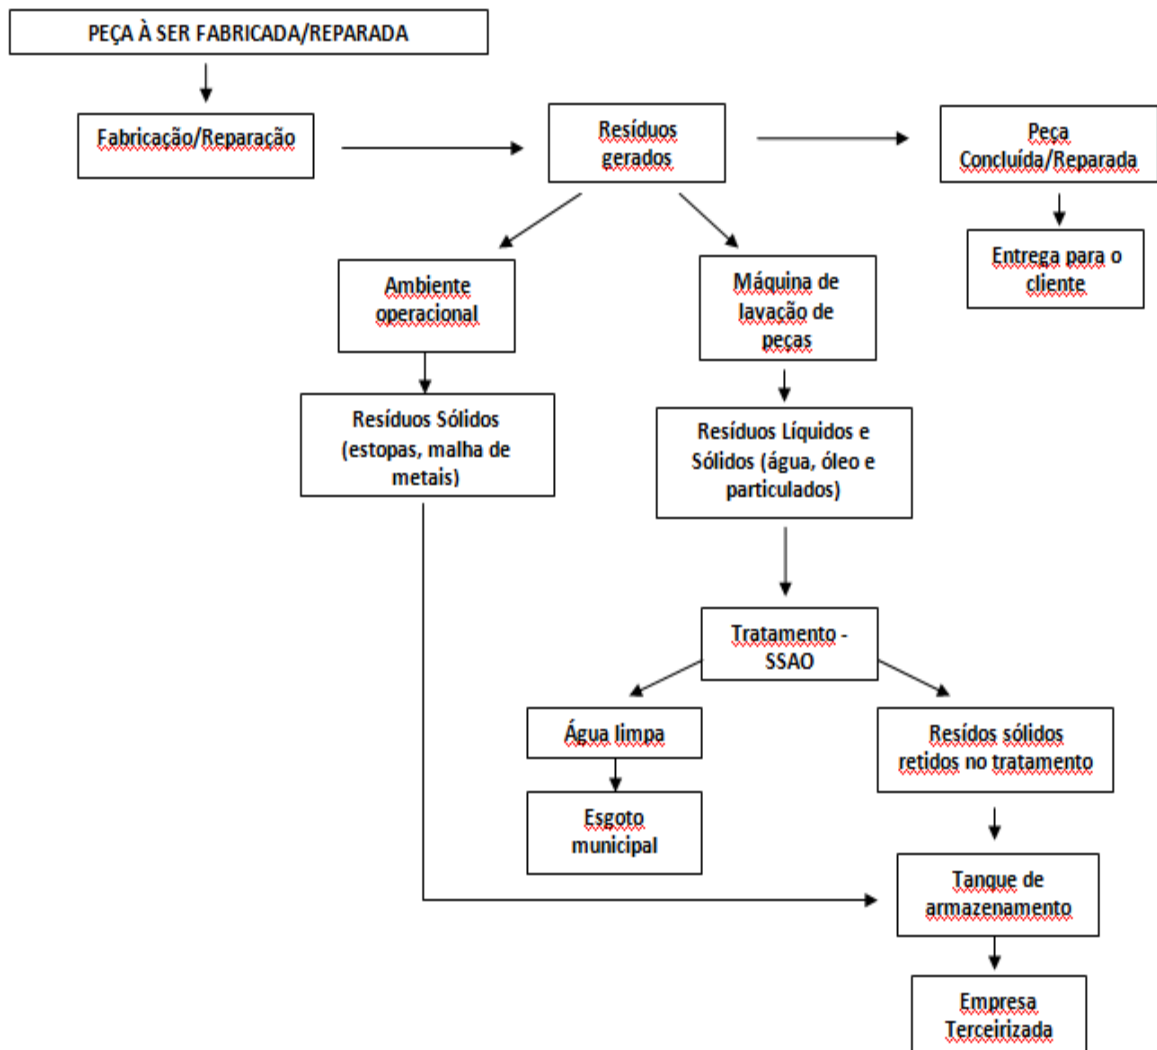 PEÇA À SER FABRICADA/REPARADA
Fabricação/Reparação
Resíduos
gerados
Peça
Concluída/Reparada
Entrega para o
cliente
Ambiente
operacional
Máquina de
lavação de
peças
Resíduos Sólidos
(estopas, malha de
metais)
Resíduos Líquidos e
Sólidos (água, óleo e
particulados)
Tratamento -
SSAO
Água limpa
Resídos sólidos
retidos no tratamento
Esgoto
municipal
Tanque de
armazenamento
Empresa
Terceirizada